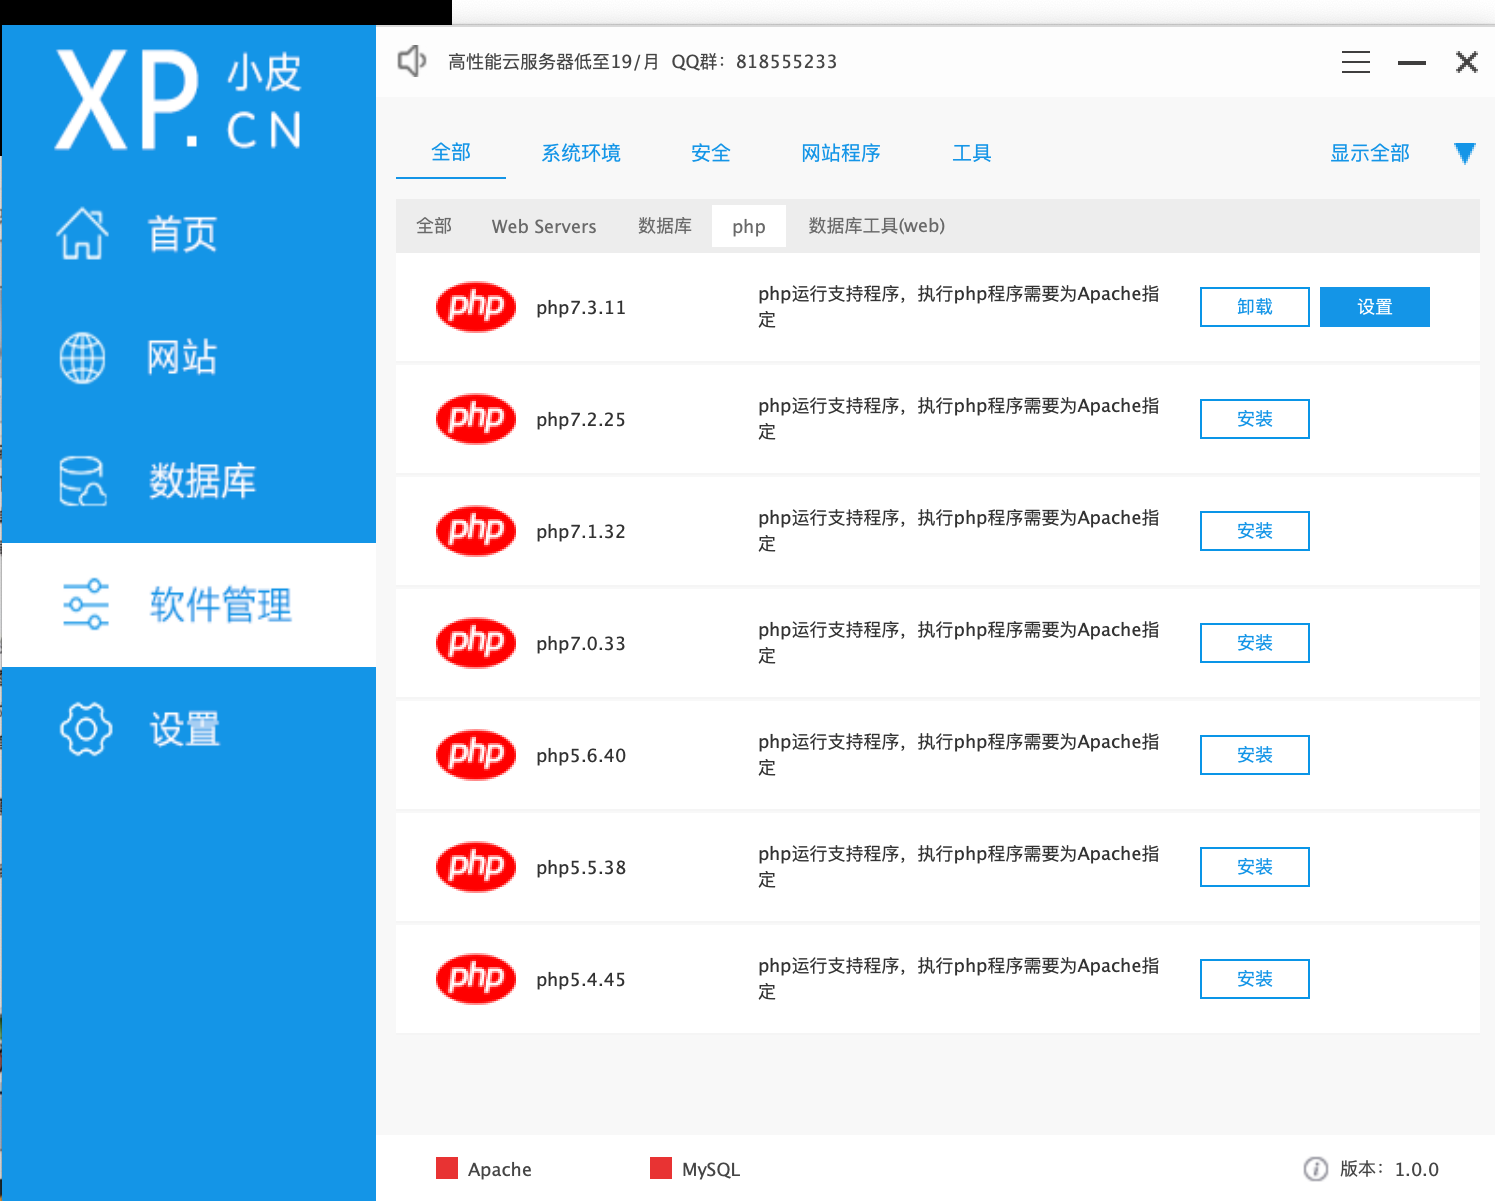 XP.CN 小皮
高性能云服务器低至19/月 QQ群：818555233
首页
网站
数据库
软件管理
设置
全部 系统环境 安全 网站程序 工具 显示全部
全部 Web Servers 数据库 php 数据库工具(web)
php php7.3.11 php运行支持程序，执行php程序需要为Apache指
定
卸载 设置
php php7.2.25 php运行支持程序，执行php程序需要为Apache指
定
安装
php php7.1.32 php运行支持程序，执行php程序需要为Apache指
定
安装
php php7.0.33 php运行支持程序，执行php程序需要为Apache指
定
安装
php php5.6.40 php运行支持程序，执行php程序需要为Apache指
定
安装
php php5.5.38 php运行支持程序，执行php程序需要为Apache指
定
安装
php php5.4.45 php运行支持程序，执行php程序需要为Apache指
定
安装
Apache MySQL 版本：1.0.0